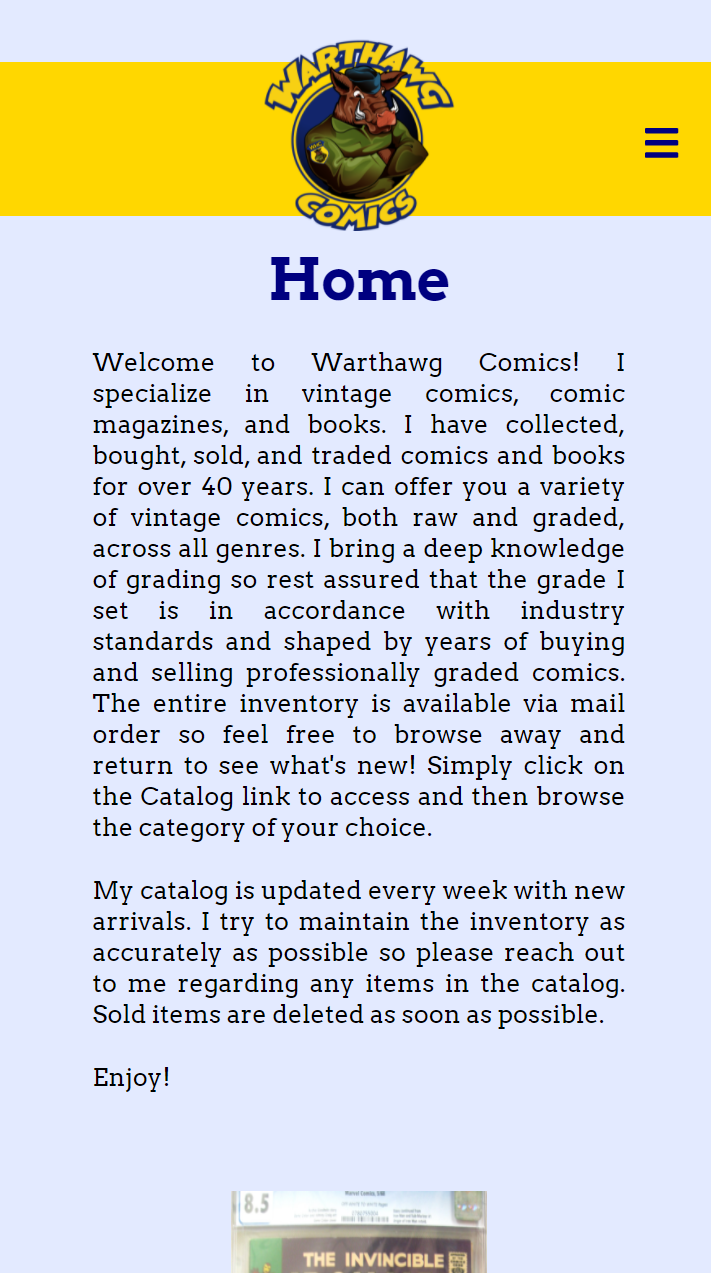 WARTHAWG
COMICS
Home
Welcome to Warthawg Comics! I
specialize in vintage comics, comic
magazines, and books. I have collected,
bought, sold, and traded comics and books
for over 40 years. I can offer you a variety
of vintage comics, both raw and graded,
across all genres. I bring a deep knowledge
of grading so rest assured that the grade I
set is in accordance with industry
standards and shaped by years of buying
and selling professionally graded comics.
The entire inventory is available via mail
order so feel free to browse away and
return to see what's new! Simply click on
the Catalog link to access and then browse
the category of your choice.
My catalog is updated every week with new
arrivals. I try to maintain the inventory as
accurately as possible so please reach out
to me regarding any items in the catalog.
Sold items are deleted as soon as possible.
Enjoy!
8.5
THE INVINCIBLE